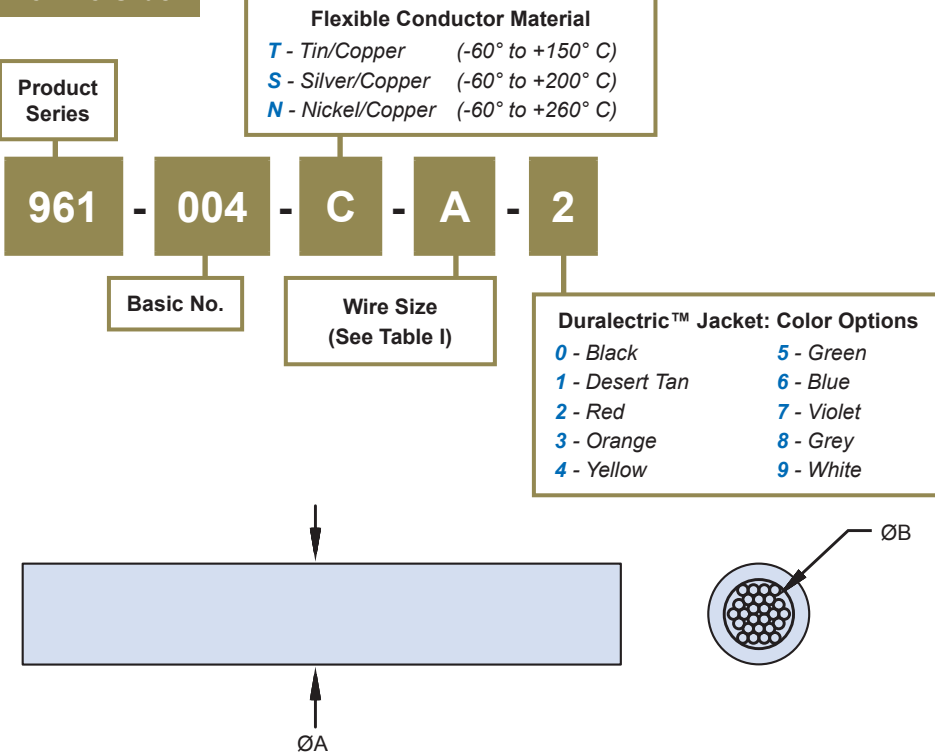 Flexible Conductor Material
T - Tin/Copper (-60° to +150° C)
S - Silver/Copper (-60° to +200° C)
N - Nickel/Copper (-60° to +260° C)
Product
Series
961 - 004 - C - A - 2
Basic No.
Wire Size
(See Table I)
Duralectric™ Jacket: Color Options
0 - Black
1 - Desert Tan
2 - Red
3 - Orange
4 - Yellow
5 - Green
6 - Blue
7 - Violet
8 - Grey
9 - White
ØB
ØA